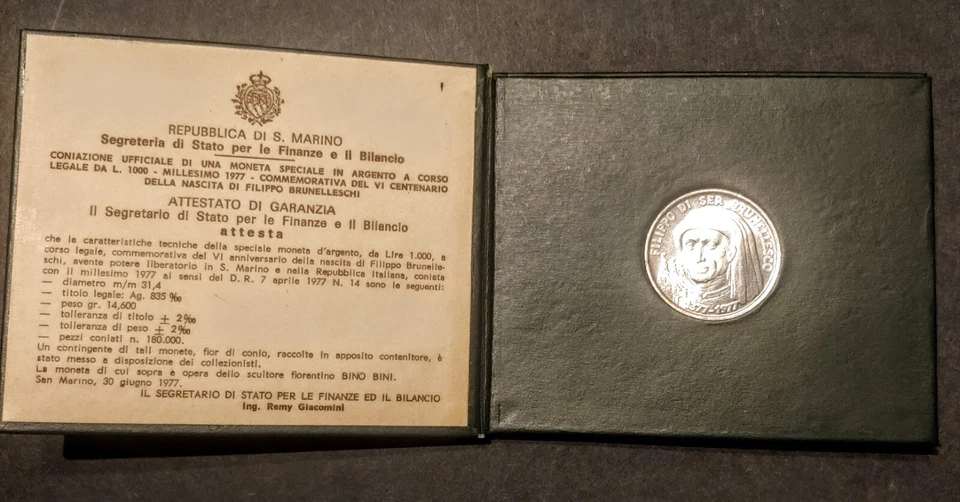 REPUBBLICA DI S. MARINO
Segreteria di Stato per le Finanze e il Bilancio
CONIAZIONE UFFICIALE DI UNA MONETA SPECIALE IN ARGENTO A CORSO
LEGALE DA L. 1000 - MILLESIMO 1977 - COMMEMORATIVA DEL VI CENTENARIO
DELLA NASCITA DI FILIPPO BRUNELLESCHI
ATTESTATO DI GARANZIA
Il Segretario di Stato per le Finanze e il Bilancio
attesta
che le caratteristiche tecniche della speciale moneta d'argento, da Lire 1.000, a
corso legale, commemorativa del VI anniversario della nascita di Filippo Brunelle-
schi, avente potere liberatorio in S. Marino e nella Repubblica Italiana, coniata
con il millesimo 1977 ai sensi del D. R. 7 aprile 1977 N. 14 sono le seguenti:
— diametro m/m 31,4
— titolo legale: Ag. 835 ‰
— peso gr. 14,600
— tolleranza di titolo ± 2‰
— tolleranza di peso ± 2‰
— pezzi coniati n. 180.000.
Un contingente di tali monete, fior di conio, raccolte in apposito contenitore, è
stato messo a disposizione dei collezionisti.
La moneta di cui sopra è opera dello scultore fiorentino BINO BINI.
San Marino, 30 giugno 1977.
IL SEGRETARIO DI STATO PER LE FINANZE ED IL BILANCIO
Ing. Remy Giacomini
FILIPPO DI SER BRUNELLESCO
1377-1977